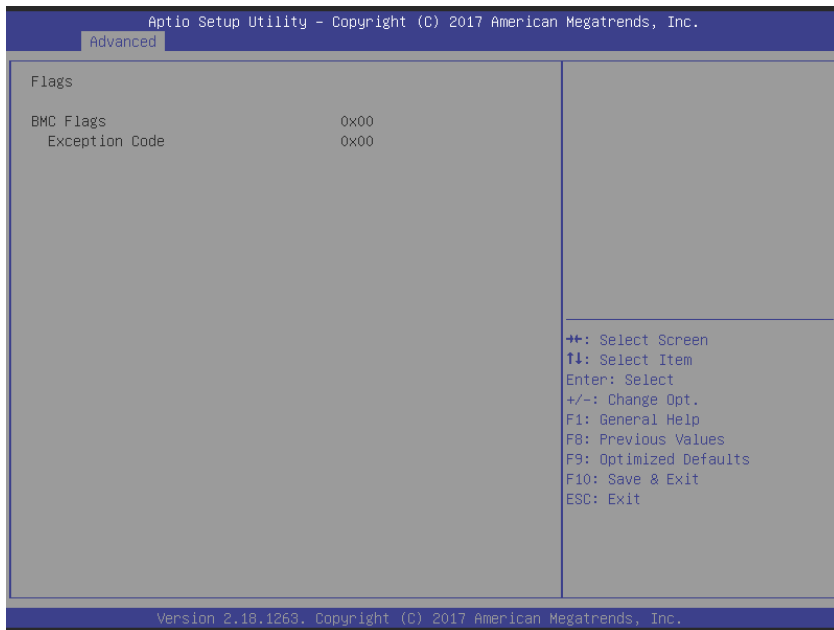 Aptio Setup Utility – Copyright (C) 2017 American Megatrends, Inc.
Advanced
Flags
BMC Flags 0x00
Exception Code 0x00
→←: Select Screen
↑↓: Select Item
Enter: Select
+/-: Change Opt.
F1: General Help
F8: Previous Values
F9: Optimized Defaults
F10: Save & Exit
ESC: Exit
Version 2.18.1263. Copyright (C) 2017 American Megatrends, Inc.